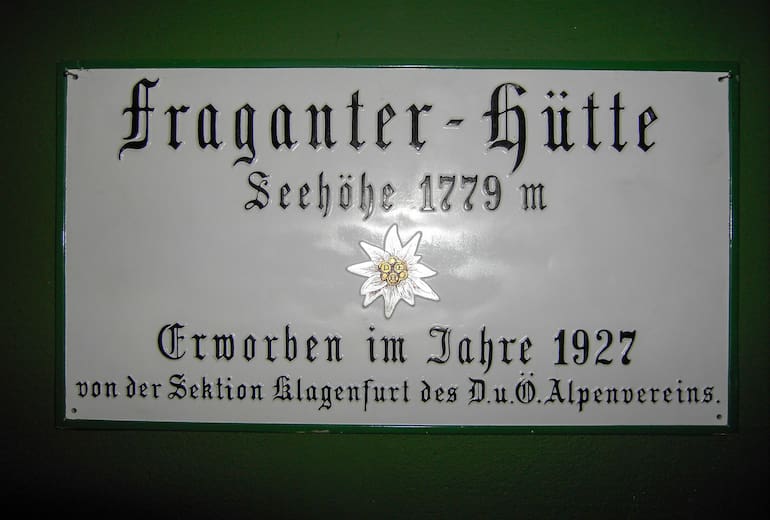 Fraganter-Hütte
Seehöhe 1779 m
Erworben im Jahre 1927
von der Sektion Klagenfurt des D.u.Ö. Alpenvereins.